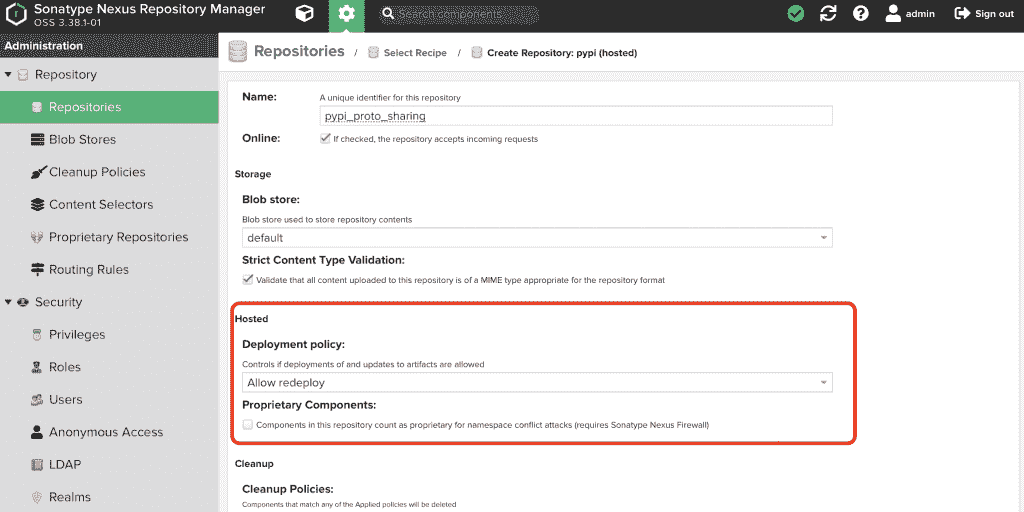 Sonatype Nexus Repository Manager
OSS 3.38.1-01
Search components
admin
Sign out
Administration
Repository
Repositories
Blob Stores
Cleanup Policies
Content Selectors
Proprietary Repositories
Routing Rules
Security
Privileges
Roles
Users
Anonymous Access
LDAP
Realms
Repositories / Select Recipe / Create Repository: pypi (hosted)
Name: A unique identifier for this repository
pypi_proto_sharing
Online: If checked, the repository accepts incoming requests
Storage
Blob store:
Blob store used to store repository contents
default
Strict Content Type Validation:
Validate that all content uploaded to this repository is of a MIME type appropriate for the repository format
Hosted
Deployment policy:
Controls if deployments of and updates to artifacts are allowed
Allow redeploy
Proprietary Components:
Components in this repository count as proprietary for namespace conflict attacks (requires Sonatype Nexus Firewall)
Cleanup
Cleanup Policies:
Components that match any of the Applied policies will be deleted